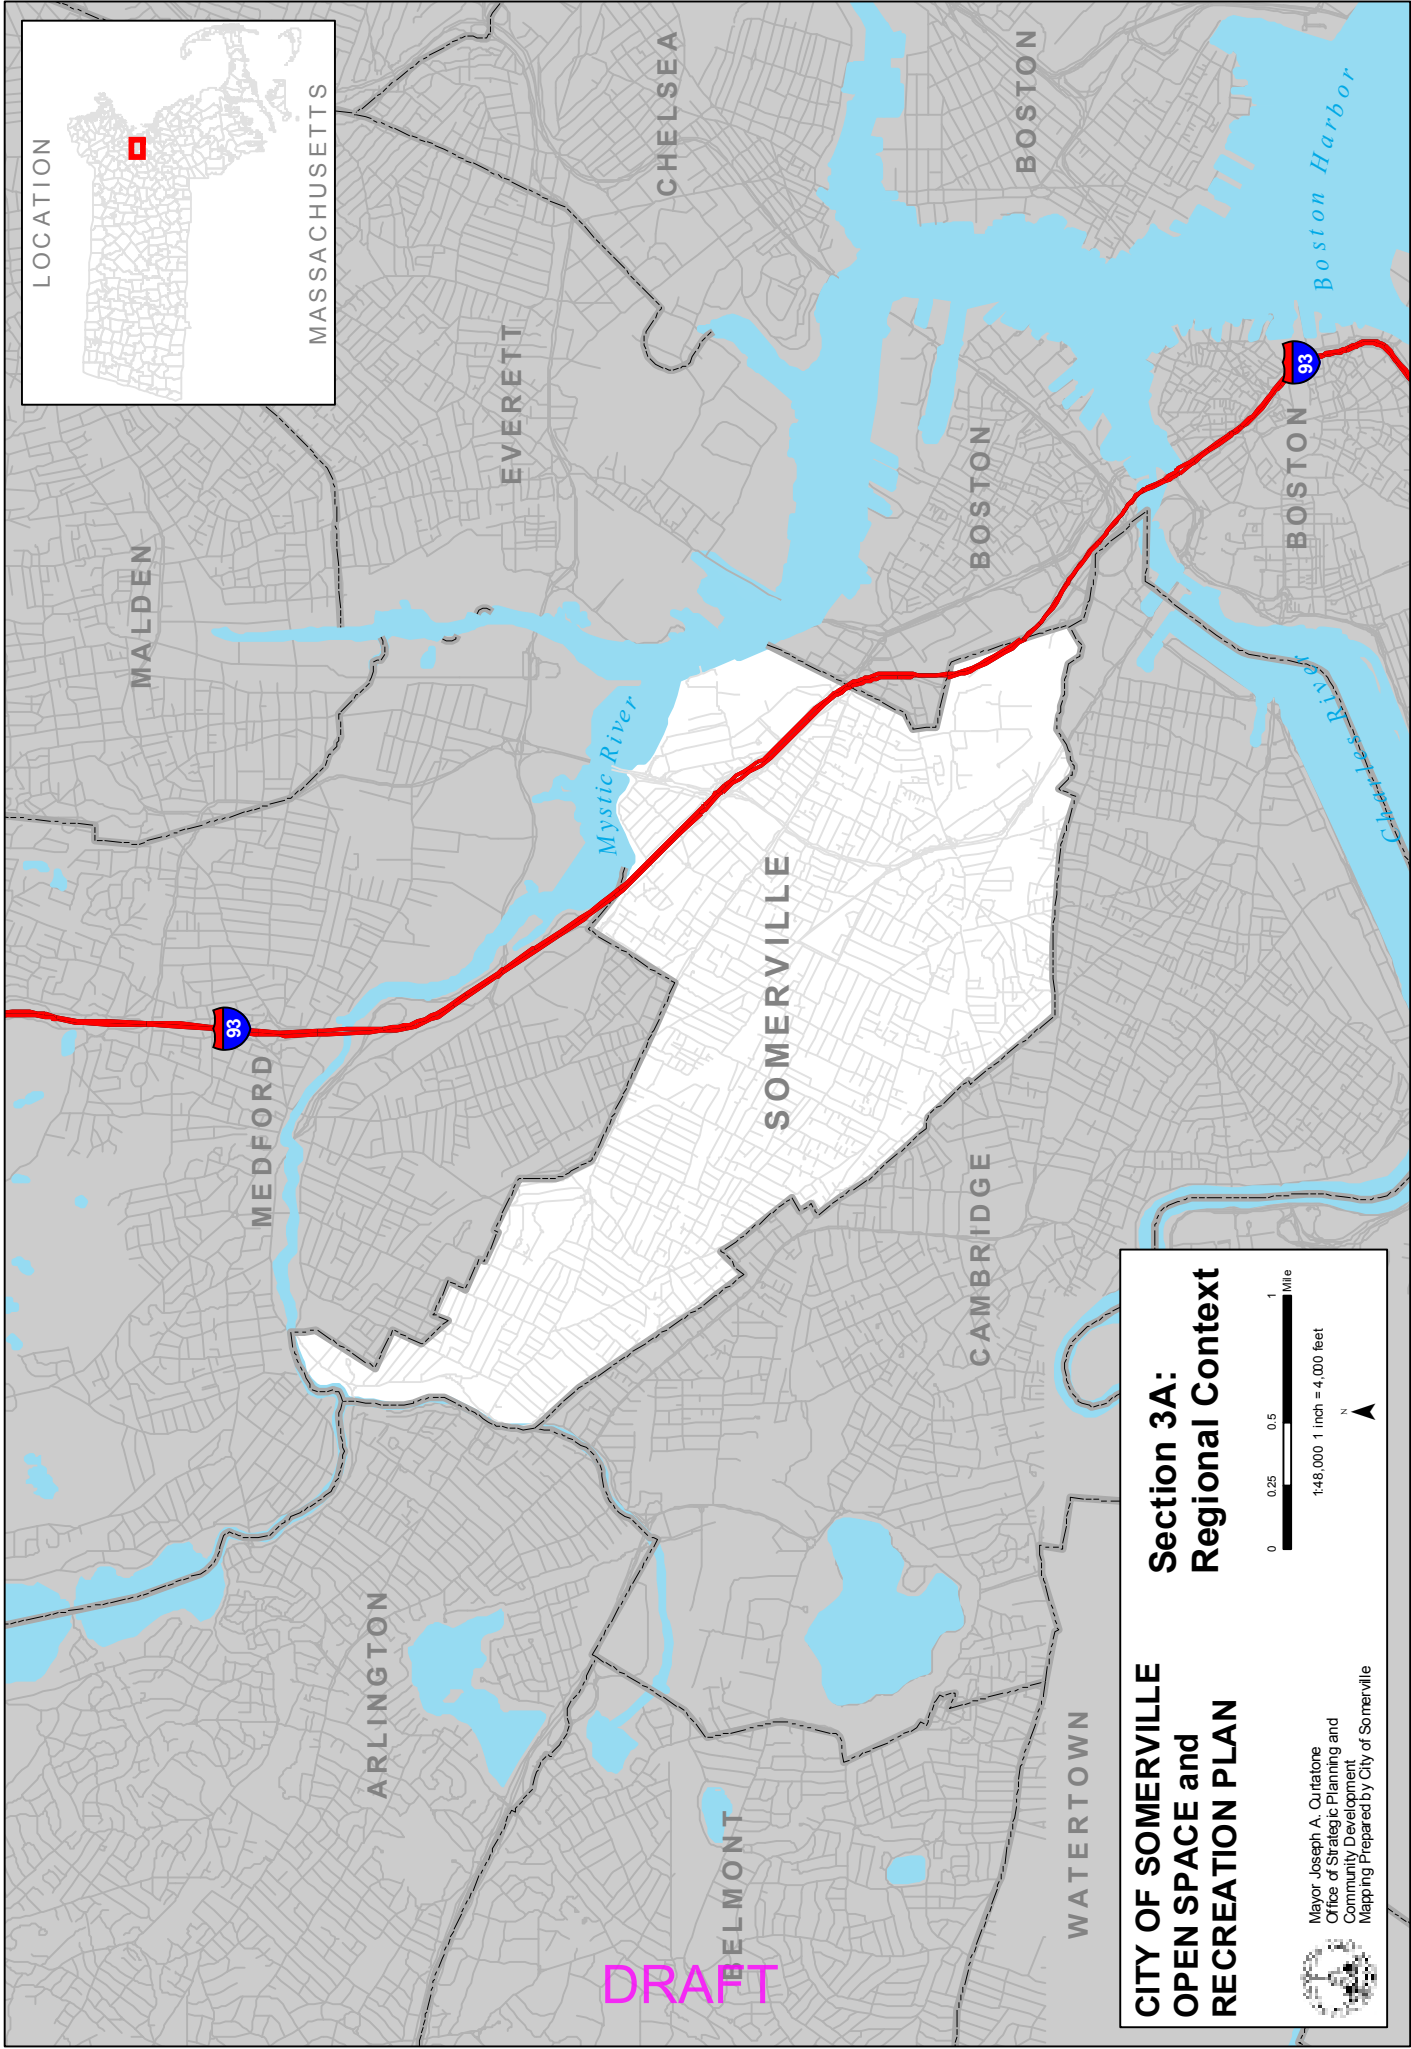 LOCATION
MASSACHUSETTS
MALDEN
EVERETT
CHELSEA
BOSTON
BOSTON
BOSTON
Boston Harbor
93
93
MEDFORD
Mystic River
SOMERVILLE
Charles River
CAMBRIDGE
ARLINGTON
BELMONT
WATERTOWN
DRAFT
CITY OF SOMERVILLE
OPEN SPACE and
RECREATION PLAN
Section 3A:
Regional Context
Mayor Joseph A. Curtatone
Office of Strategic Planning and
Community Development
Mapping Prepared by City of Somerville
0 0.25 0.5 1
Mile
1:48,000 1 inch = 4,000 feet
N